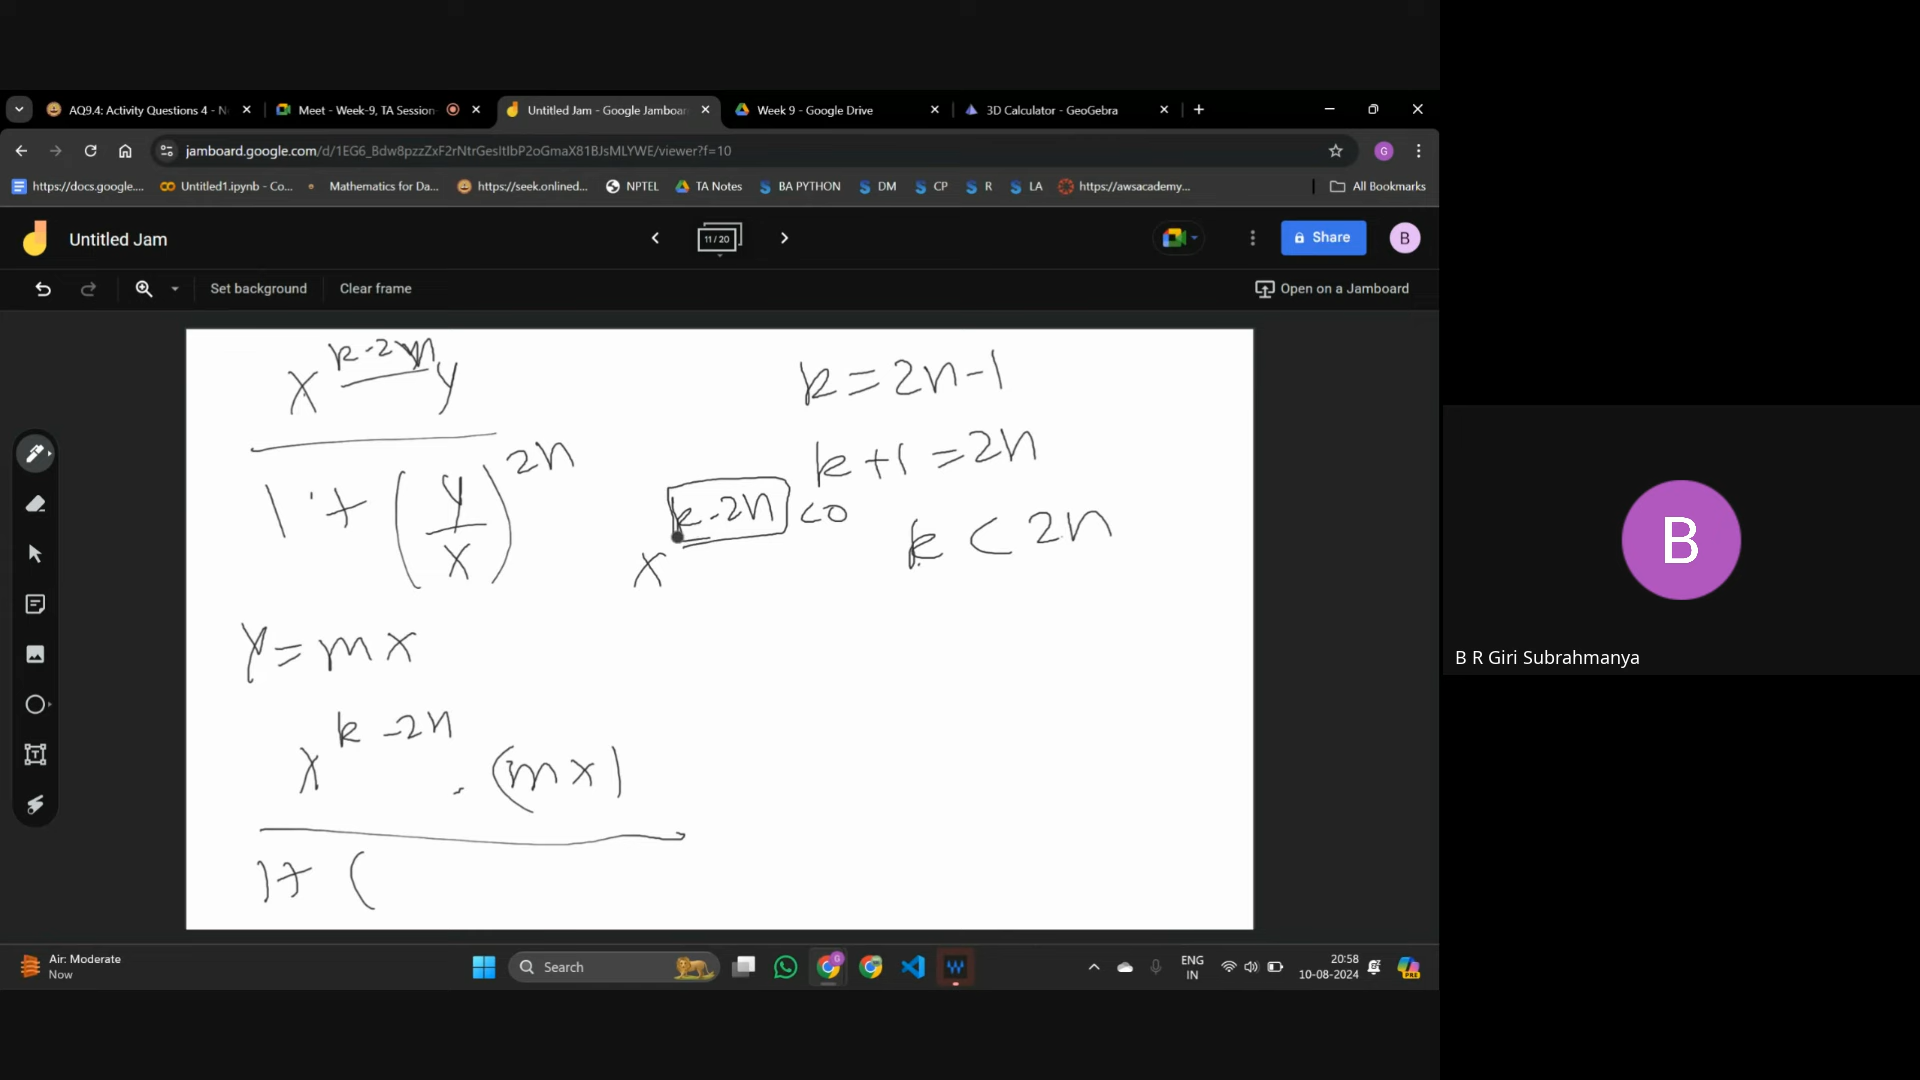 AQ9.4: Activity Questions 4 - N
Meet - Week-9, TA Session
Untitled Jam - Google Jamboar
Week 9 - Google Drive
3D Calculator - GeoGebra
jamboard.google.com/d/1EG6_Bdw8pzzZxF2rNtrGesItIbP2oGmaX81BJsMLYWE/viewer?f=10
G
https://docs.google....
Untitled1.ipynb - Co...
Mathematics for Da...
https://seek.onlined...
NPTEL
TA Notes
BA PYTHON
DM
CP
R
LA
https://awsacademy...
All Bookmarks
Untitled Jam
11 / 20
Share
B
Set background
Clear frame
Open on a Jamboard
x^{k-2n} y
1 + (y/x)^{2n}
k = 2n-1
k+1 = 2n
x^{k-2n} <0
k < 2n
y = mx
x^{k-2n} . (mx)
1+ (
B
B R Giri Subrahmanya
Air: Moderate
Now
Search
ENG
IN
20:58
10-08-2024
PRE